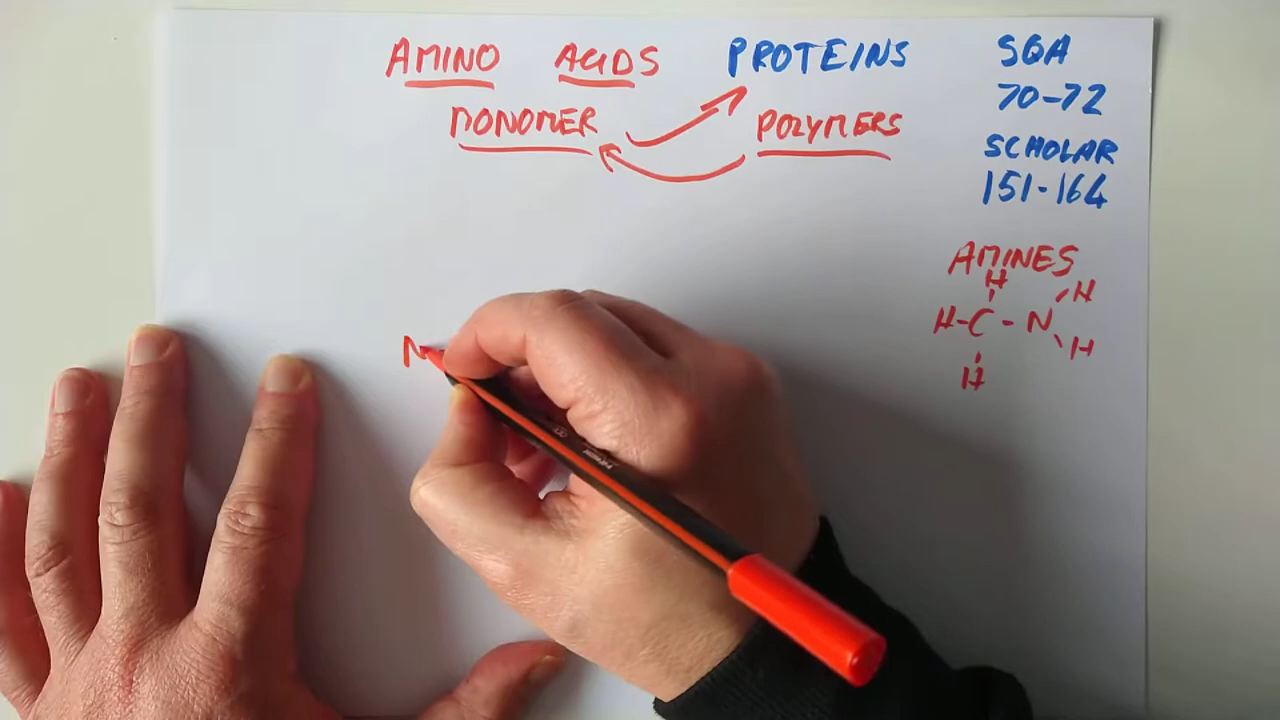 AMINO ACIDS PROTEINS
MONOMER POLYMERS
SQA
70-72
SCHOLAR
151-164
AMINES
H
H-C-N
H
H
H
N